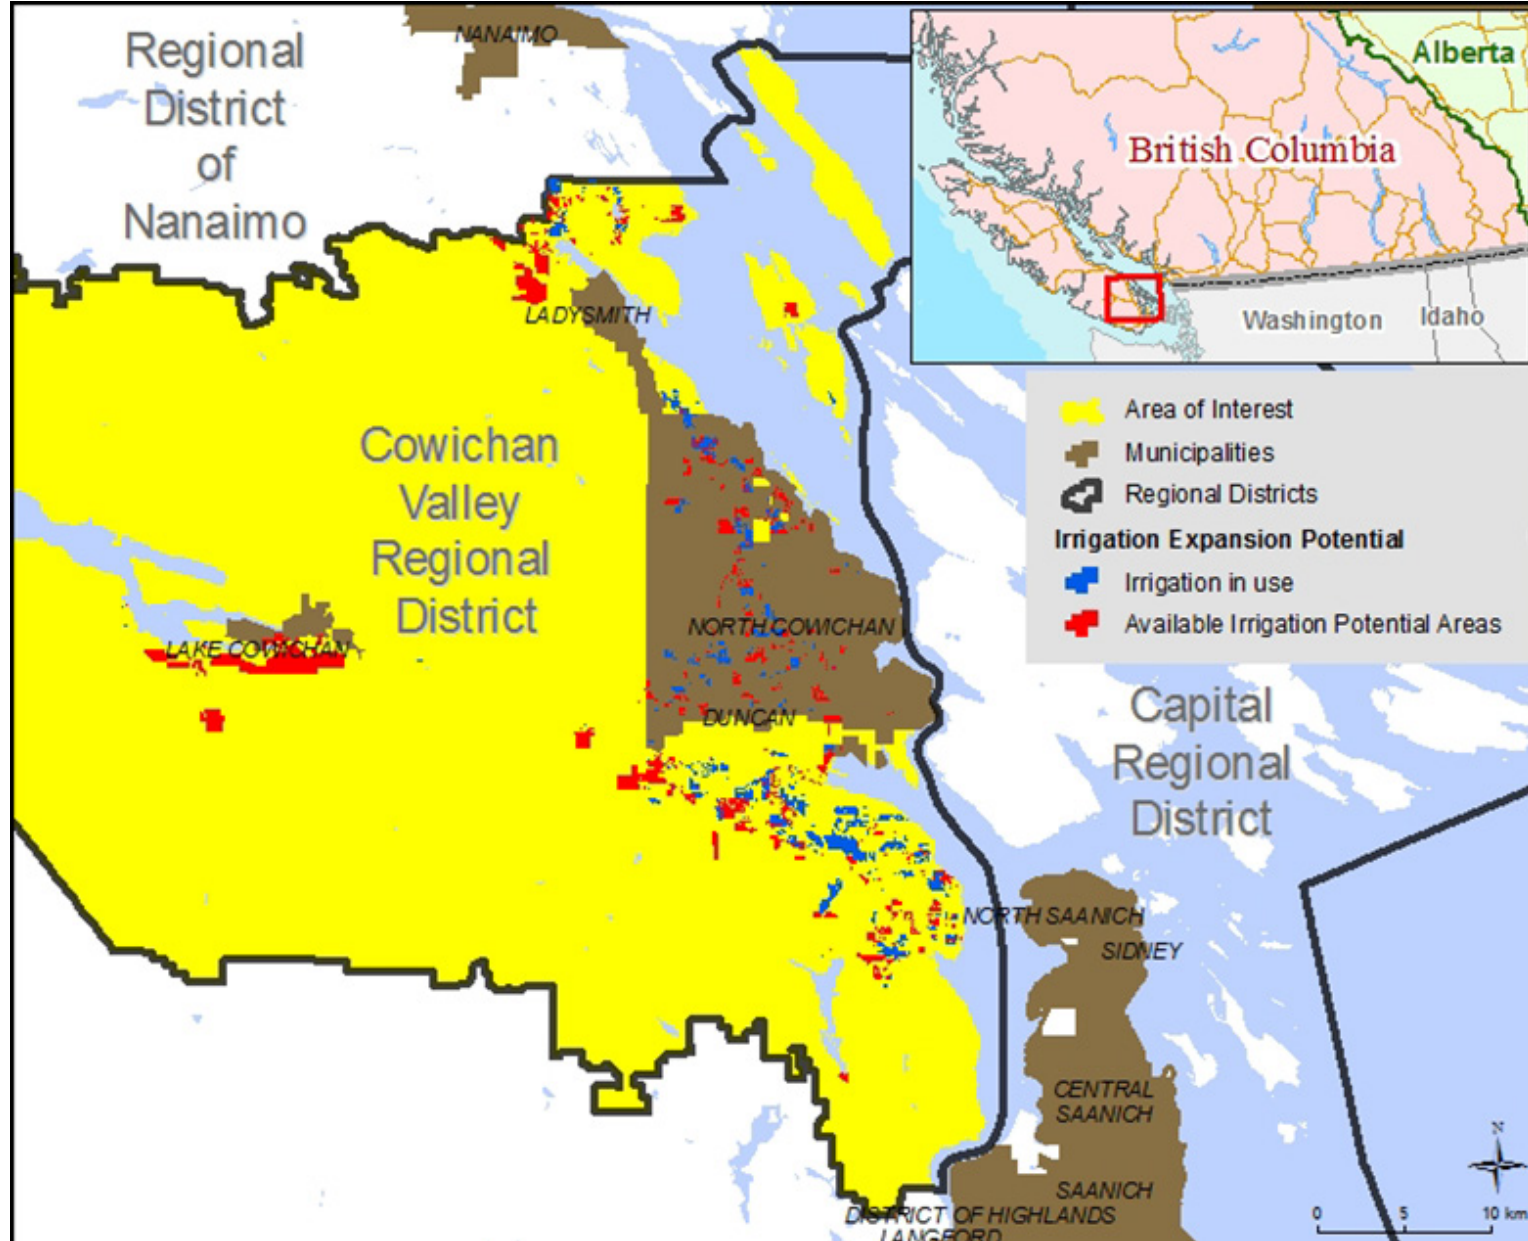 NANAIMO
Regional
District
of
Nanaimo
Alberta
British Columbia
Washington
Idaho
LADYSMITH
Area of Interest
Municipalities
Regional Districts
Irrigation Expansion Potential
Irrigation in use
Available Irrigation Potential Areas
Cowichan
Valley
Regional
District
NORTH COWICHAN
LAKE COWICHAN
DUNCAN
Capital
Regional
District
NORTH SAANICH
SIDNEY
CENTRAL
SAANICH
SAANICH
DISTRICT OF HIGHLANDS
LANGFORD
N
0 5 10 km